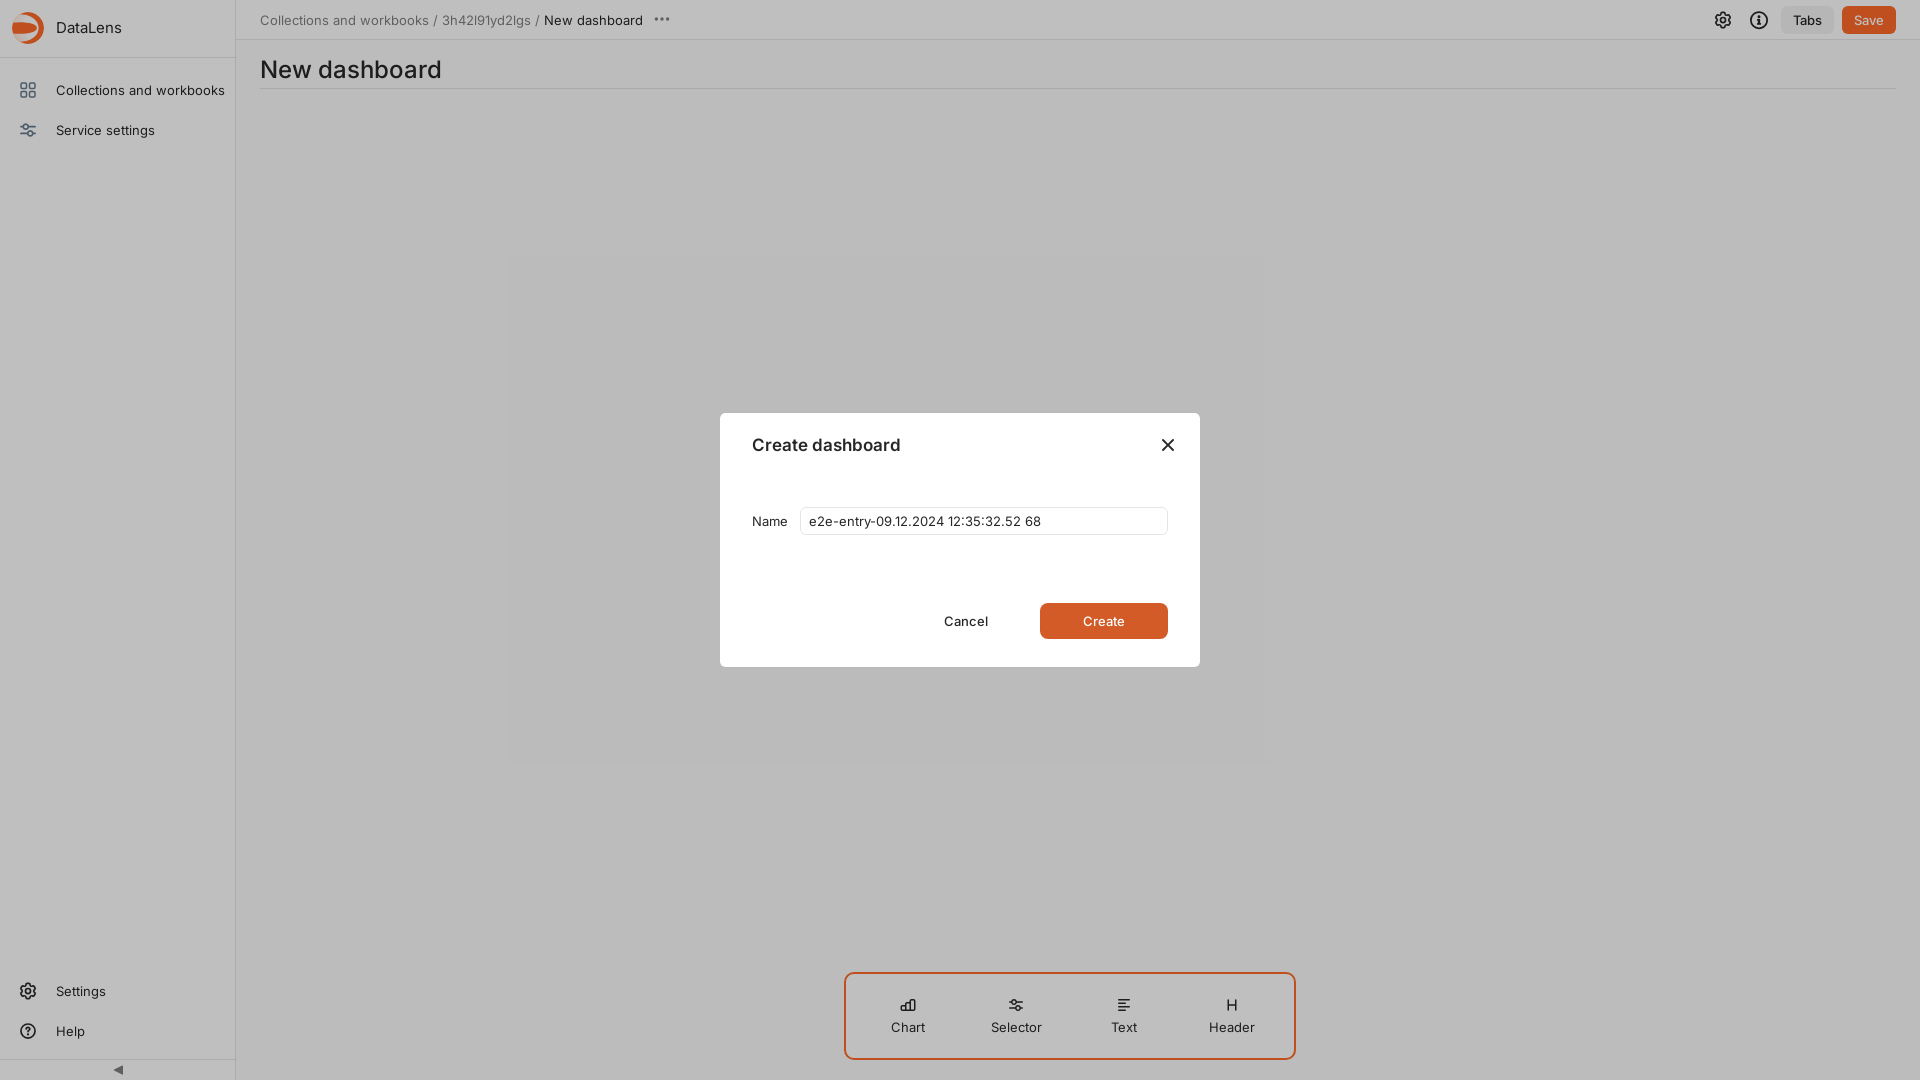 DataLens
Collections and workbooks / 3h42l91yd2lgs / New dashboard
Tabs
Save
Collections and workbooks
Service settings
New dashboard
Create dashboard
Name
e2e-entry-09.12.2024 12:35:32.52 68
Cancel
Create
Chart
Selector
Text
H
Header
Settings
Help